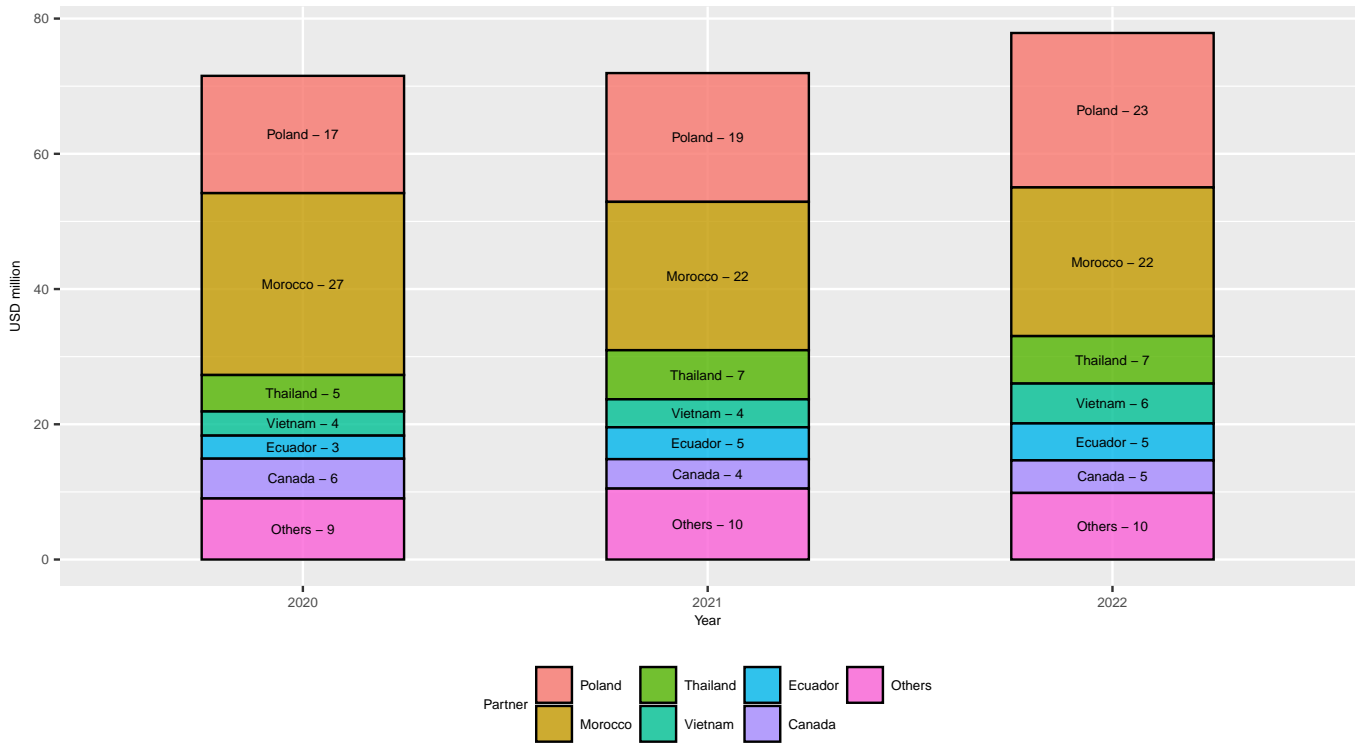 80
60
40
20
0
USD million
Poland – 17
Morocco – 27
Thailand – 5
Vietnam – 4
Ecuador – 3
Canada – 6
Others – 9
Poland – 19
Morocco – 22
Thailand – 7
Vietnam – 4
Ecuador – 5
Canada – 4
Others – 10
Poland – 23
Morocco – 22
Thailand – 7
Vietnam – 6
Ecuador – 5
Canada – 5
Others – 10
2020 2021 2022
Year
Partner
Poland Thailand Ecuador Others
Morocco Vietnam Canada